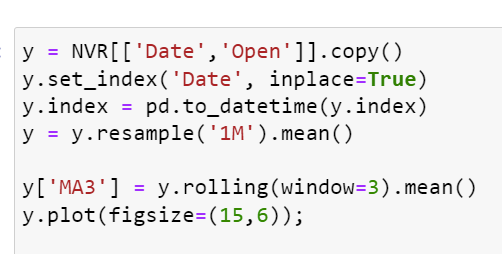 y = NVR[['Date','Open']].copy()
y.set_index('Date', inplace=True)
y.index = pd.to_datetime(y.index)
y = y.resample('1M').mean()
y['MA3'] = y.rolling(window=3).mean()
y.plot(figsize=(15,6));